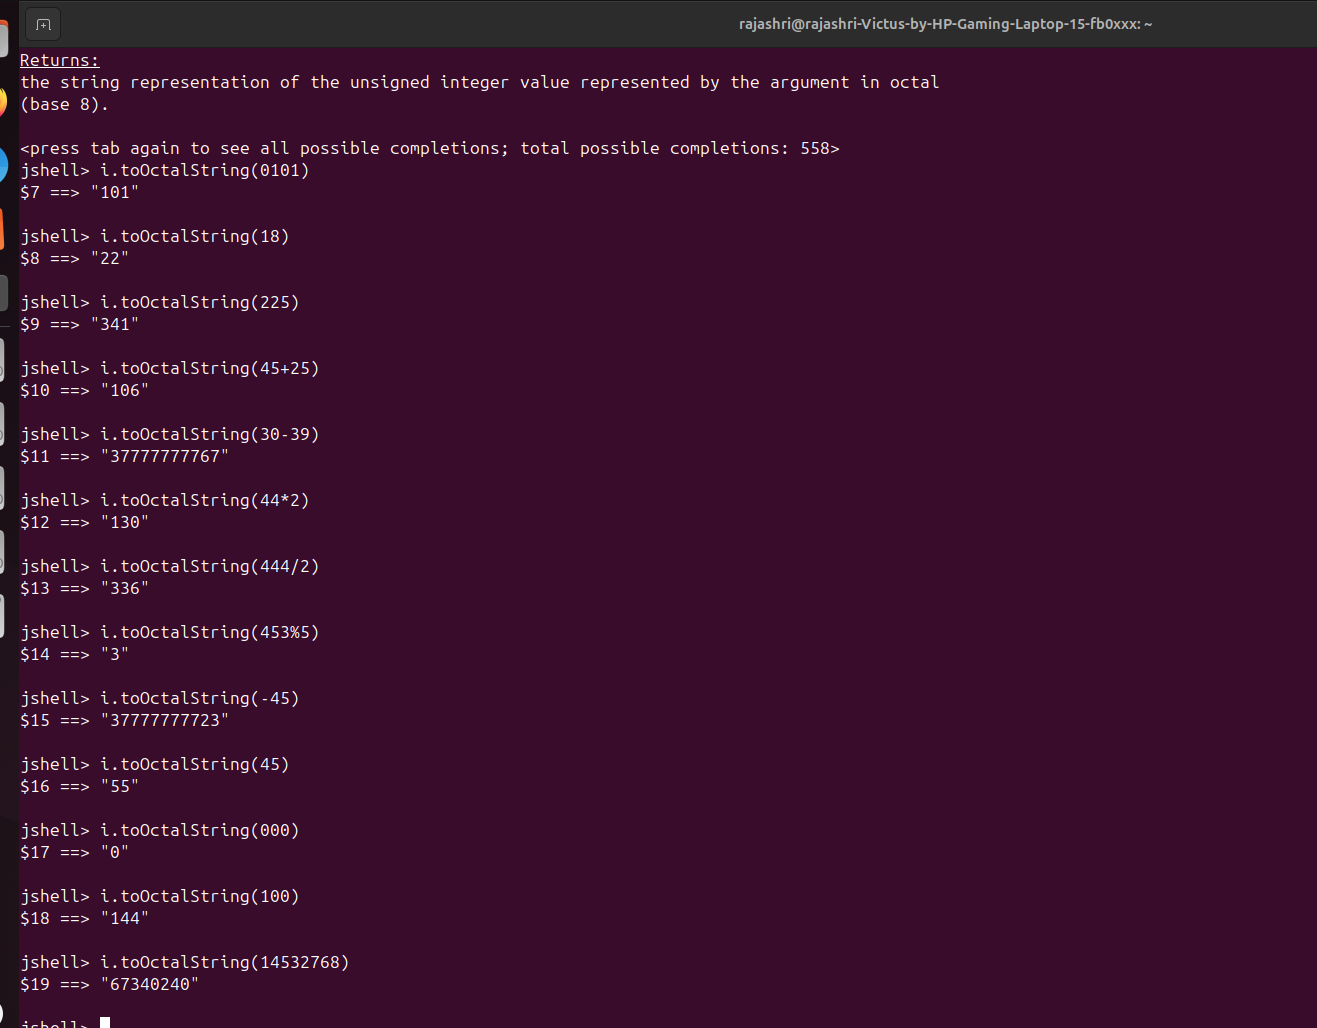 rajashri@rajashri-Victus-by-HP-Gaming-Laptop-15-fb0xxx: ~
Returns:
the string representation of the unsigned integer value represented by the argument in octal
(base 8).
<press tab again to see all possible completions; total possible completions: 558>
jshell> i.toOctalString(0101)
$7 ==> "101"
jshell> i.toOctalString(18)
$8 ==> "22"
jshell> i.toOctalString(225)
$9 ==> "341"
jshell> i.toOctalString(45+25)
$10 ==> "106"
jshell> i.toOctalString(30-39)
$11 ==> "37777777767"
jshell> i.toOctalString(44*2)
$12 ==> "130"
jshell> i.toOctalString(444/2)
$13 ==> "336"
jshell> i.toOctalString(453%5)
$14 ==> "3"
jshell> i.toOctalString(-45)
$15 ==> "37777777723"
jshell> i.toOctalString(45)
$16 ==> "55"
jshell> i.toOctalString(000)
$17 ==> "0"
jshell> i.toOctalString(100)
$18 ==> "144"
jshell> i.toOctalString(14532768)
$19 ==> "67340240"
jshell>